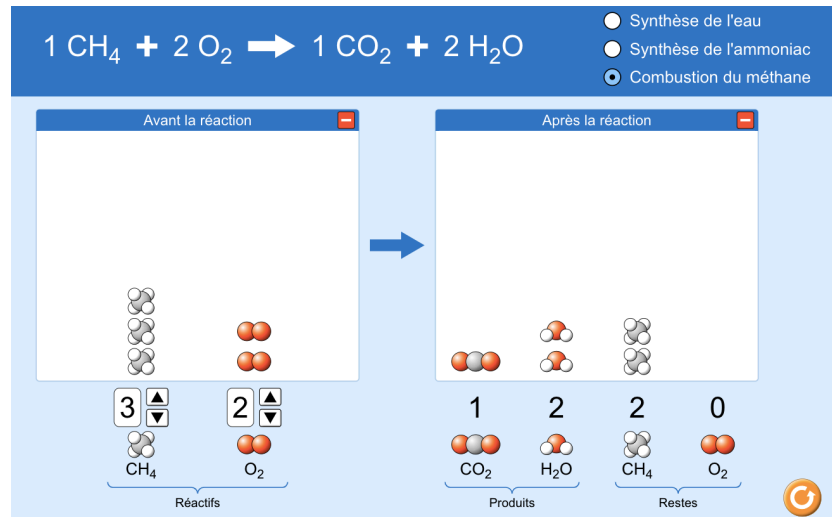 1 CH₄ + 2 O₂ → 1 CO₂ + 2 H₂O
Synthèse de l'eau
Synthèse de l'ammoniac
Combustion du méthane
Avant la réaction
Après la réaction
3 2
1 2 2 0
CH₄ O₂
CO₂ H₂O CH₄ O₂
Réactifs
Produits Restes